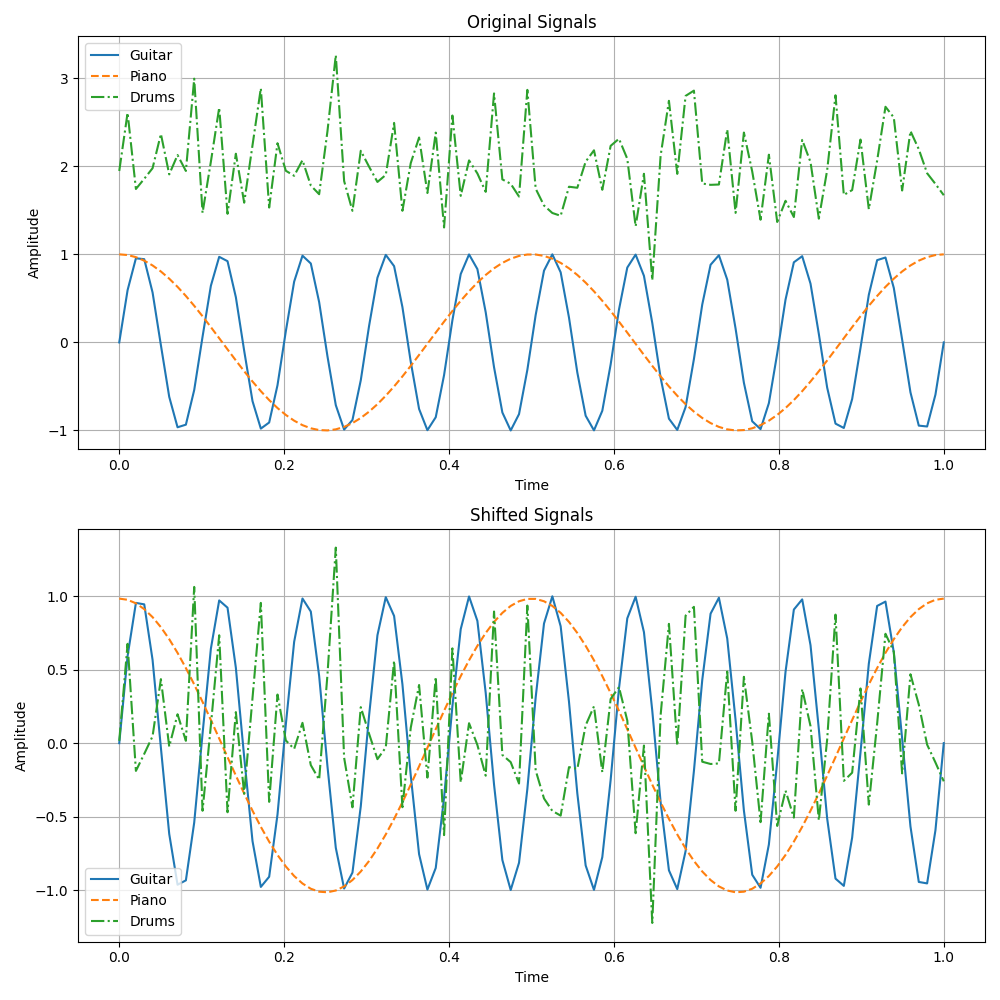 Original Signals
Guitar
Piano
Drums
Amplitude
3
2
1
0
−1
0.0 0.2 0.4 0.6 0.8 1.0
Time
Shifted Signals
Amplitude
1.0
0.5
0.0
−0.5
−1.0
Guitar
Piano
Drums
0.0 0.2 0.4 0.6 0.8 1.0
Time